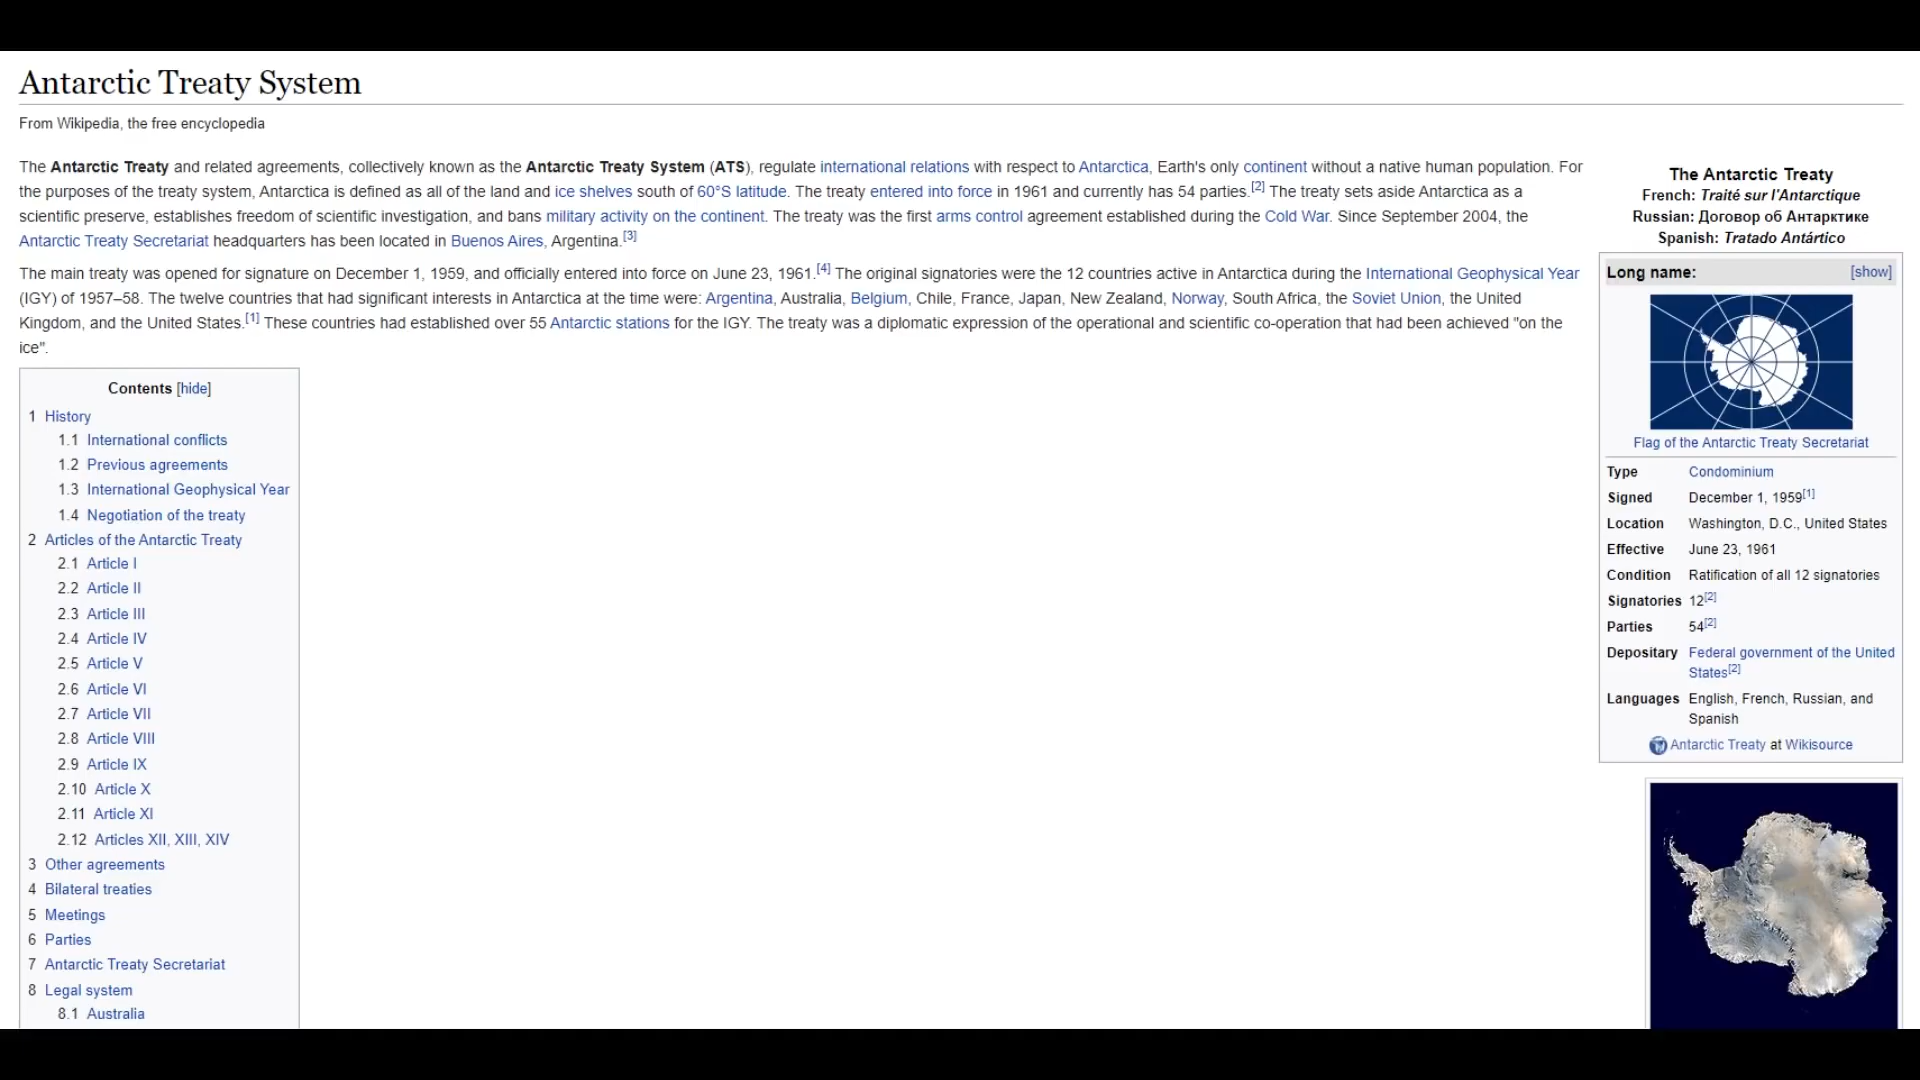 Antarctic Treaty System
From Wikipedia, the free encyclopedia
The Antarctic Treaty and related agreements, collectively known as the Antarctic Treaty System (ATS), regulate international relations with respect to Antarctica, Earth's only continent without a native human population. For
the purposes of the treaty system, Antarctica is defined as all of the land and ice shelves south of 60°S latitude. The treaty entered into force in 1961 and currently has 54 parties.[2] The treaty sets aside Antarctica as a
scientific preserve, establishes freedom of scientific investigation, and bans military activity on the continent. The treaty was the first arms control agreement established during the Cold War. Since September 2004, the
Antarctic Treaty Secretariat headquarters has been located in Buenos Aires, Argentina.[3]
The main treaty was opened for signature on December 1, 1959, and officially entered into force on June 23, 1961.[4] The original signatories were the 12 countries active in Antarctica during the International Geophysical Year
(IGY) of 1957–58. The twelve countries that had significant interests in Antarctica at the time were: Argentina, Australia, Belgium, Chile, France, Japan, New Zealand, Norway, South Africa, the Soviet Union, the United
Kingdom, and the United States.[1] These countries had established over 55 Antarctic stations for the IGY. The treaty was a diplomatic expression of the operational and scientific co-operation that had been achieved "on the
ice".
Contents [hide]
1 History
1.1 International conflicts
1.2 Previous agreements
1.3 International Geophysical Year
1.4 Negotiation of the treaty
2 Articles of the Antarctic Treaty
2.1 Article I
2.2 Article II
2.3 Article III
2.4 Article IV
2.5 Article V
2.6 Article VI
2.7 Article VII
2.8 Article VIII
2.9 Article IX
2.10 Article X
2.11 Article XI
2.12 Articles XII, XIII, XIV
3 Other agreements
4 Bilateral treaties
5 Meetings
6 Parties
7 Antarctic Treaty Secretariat
8 Legal system
8.1 Australia
The Antarctic Treaty
French: Traité sur l'Antarctique
Russian: Договор об Антарктике
Spanish: Tratado Antártico
Long name: [show]
Flag of the Antarctic Treaty Secretariat
Type Condominium
Signed December 1, 1959[1]
Location Washington, D.C., United States
Effective June 23, 1961
Condition Ratification of all 12 signatories
Signatories 12[2]
Parties 54[2]
Depositary Federal government of the United
States[2]
Languages English, French, Russian, and
Spanish
Antarctic Treaty at Wikisource